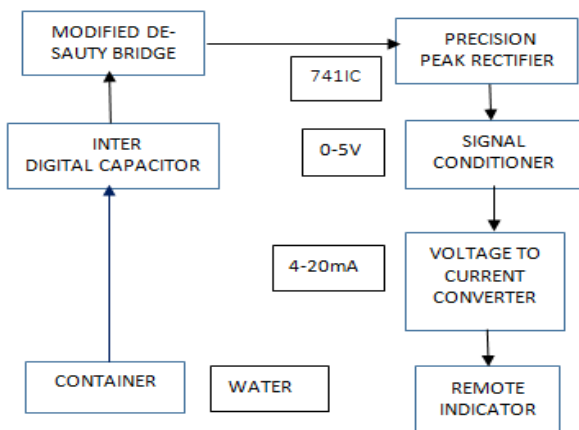 MODIFIED DE-
SAUTY BRIDGE
PRECISION
PEAK RECTIFIER
741IC
INTER
DIGITAL CAPACITOR
0-5V
SIGNAL
CONDITIONER
4-20mA
VOLTAGE TO
CURRENT
CONVERTER
CONTAINER
WATER
REMOTE
INDICATOR